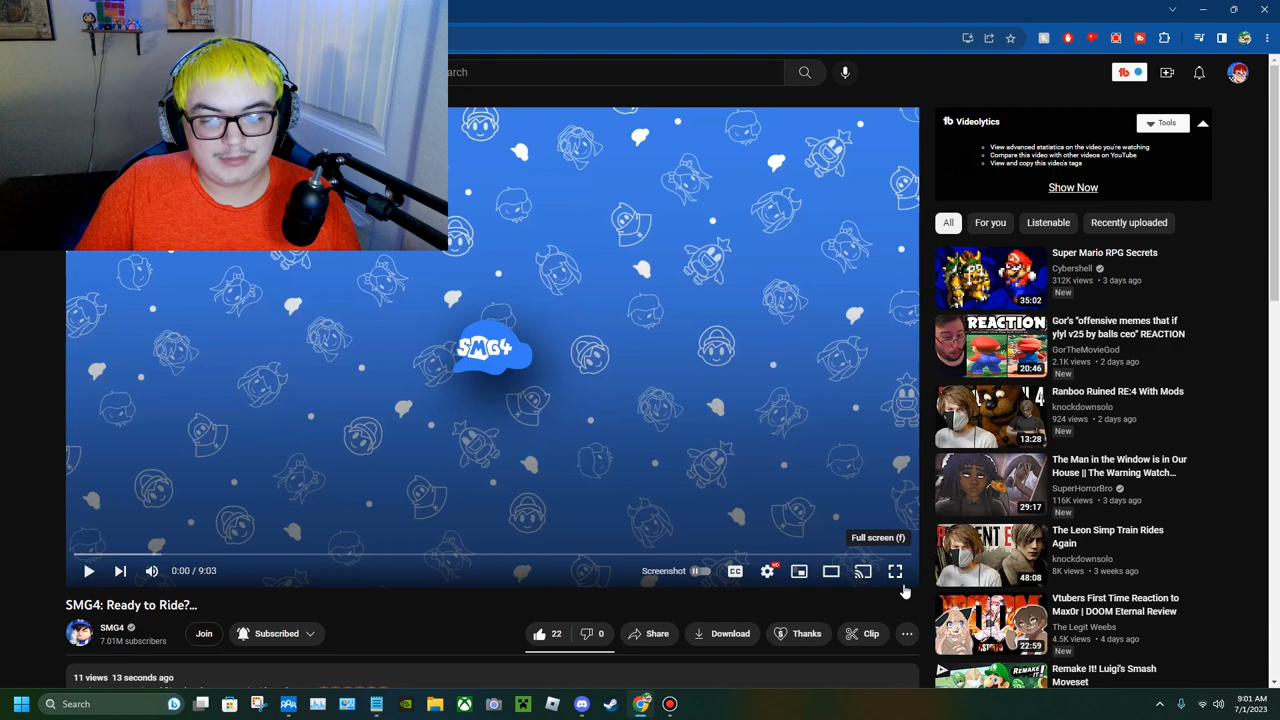 arch
SMG4
Full screen (f)
0:00 / 9:03
Screenshot
CC
HD
SMG4: Ready to Ride?...
SMG4
7.01M subscribers
Join
Subscribed
22
0
Share
Download
Thanks
Clip
11 views 13 seconds ago
tb
tb Videolytics
Tools
View advanced statistics on the video you're watching
Compare this video with other videos on YouTube
View and copy this video's tags
Show Now
All
For you
Listenable
Recently uploaded
35:02
Super Mario RPG Secrets
Cybershell
312K views • 3 days ago
New
REACTION
20:46
Gor's "offensive memes that if
ylyl v25 by balls ceo" REACTION
GorTheMovieGod
2.1K views • 2 days ago
New
13:28
Ranboo Ruined RE:4 With Mods
knockdownsolo
924 views • 2 days ago
New
29:17
The Man in the Window is in Our
House || The Warning Watch...
SuperHorrorBro
116K views • 3 days ago
New
48:08
The Leon Simp Train Rides
Again
knockdownsolo
8K views • 3 weeks ago
22:59
Vtubers First Time Reaction to
Max0r | DOOM Eternal Review
The Legit Weebs
4.5K views • 4 days ago
New
REMAKE IT!
Remake It! Luigi's Smash
Moveset
Search
9:01 AM
7/1/2023